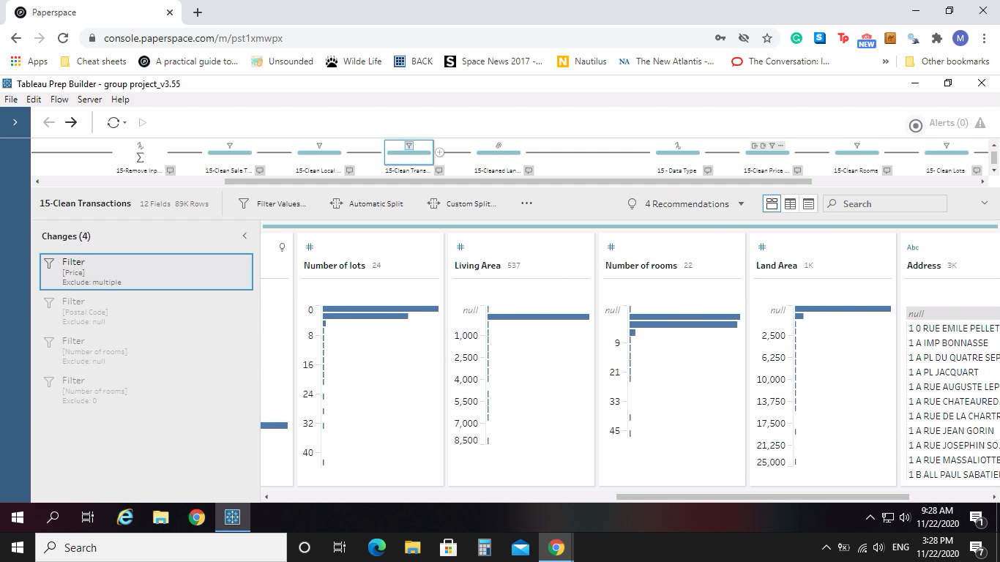 Paperspace
console.paperspace.com/m/pst1xmwpx
M
NEW
Apps
Cheat sheets
A practical guide to...
Unsounded
Wilde Life
BACK
Space News 2017 -...
Nautilus
NA The New Atlantis -...
The Conversation: I...
Other bookmarks
Tableau Prep Builder - group project_v3.55
File Edit Flow Server Help
Alerts (0)
15-Remove Inp...
15-Clean Sale T...
15-Clean Local ...
15-Clean Trans...
15-Cleaned Lan...
15 - Data Type
15-Clean Price ...
15-Clean Rooms
15- Clean Lots
15-Clean Transactions 12 Fields 89K Rows
Filter Values...
Automatic Split
Custom Split...
4 Recommendations
Search
Changes (4)
Filter
[Price]
Exclude: multiple
Filter
[Postal Code]
Exclude: null
Filter
[Number of rooms]
Exclude: null
Filter
[Number of rooms]
Exclude: 0
#
Number of lots 24
0
8
16
24
32
40
#
Living Area 537
null
1,000
2,500
4,000
5,500
7,000
8,500
#
Number of rooms 22
null
9
21
33
45
#
Land Area 1K
null
2,500
6,250
10,000
13,750
17,500
21,250
25,000
Abc
Address 3K
null
1 0 RUE EMILE PELLET
1 A IMP BONNASSE
1 A PL DU QUATRE SEP
1 A PL JACQUART
1 A RUE AUGUSTE LEP
1 A RUE CHATEAURED.
1 A RUE DE LA CHARTR
1 A RUE JEAN GORIN
1 A RUE JOSEPHIN SO.
1 A RUE MASSALIOTTE
1 B ALL PAUL SABATIE
9:28 AM
11/22/2020
1
Search
ENG
3:28 PM
11/22/2020
7